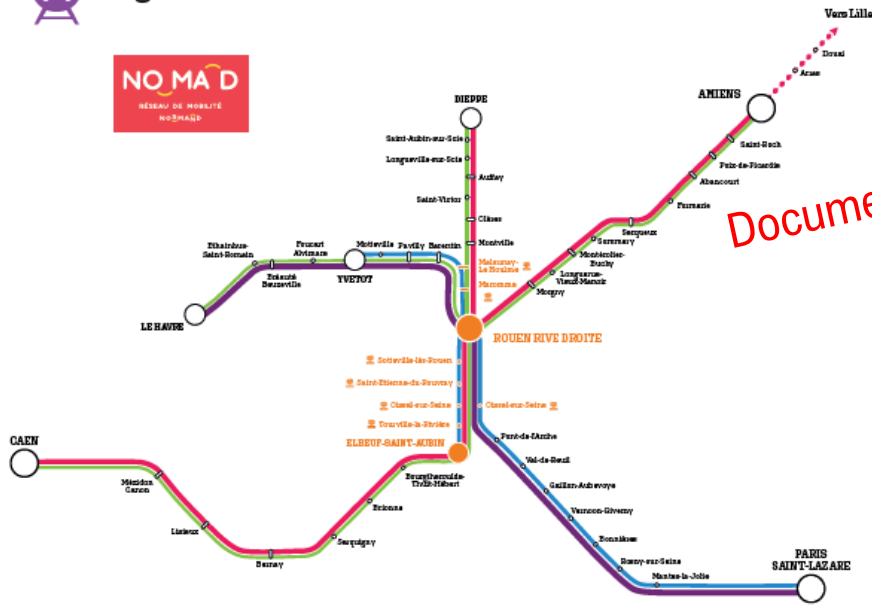 Vers Lille
Douai
Arras
NOMAD
RÉSEAU DE MOBILITÉ
NORMAND
DIEPPE
AMIENS
Saint-Aubin-sur-Scie
Longueville-sur-Scie
Auffay
Saint-Victor
Clères
Montville
Saint-Roch
Poix-de-Picardie
Abancourt
Formerie
Serqueux
Sommery
Montérolier-
Buchy
Longuerue-
Vieux-Manoir
Morgny
Docume
Étainhus-
Saint-Romain
Foucart
Alvimare
Motteville
Pavilly
Barentin
Bréauté
Beuzeville
YVETOT
Malaunay-
Le Houlme
Maromme
LE HAVRE
ROUEN RIVE DROITE
Sotteville-lès-Rouen
Saint-Étienne-du-Rouvray
Oissel-sur-Seine
Oissel-sur-Seine
Tourville-la-Rivière
ELBEUF-SAINT-AUBIN
CAEN
Mézidon
Canon
Lisieux
Bernay
Serquigny
Brionne
Bourgtheroulde-
Thuit-Hébert
Pont-de-l'Arche
Val-de-Reuil
Gaillon-Aubevoye
Vernon-Giverny
Bonnières
Rosny-sur-Seine
Mantes-la-Jolie
PARIS
SAINT-LAZARE